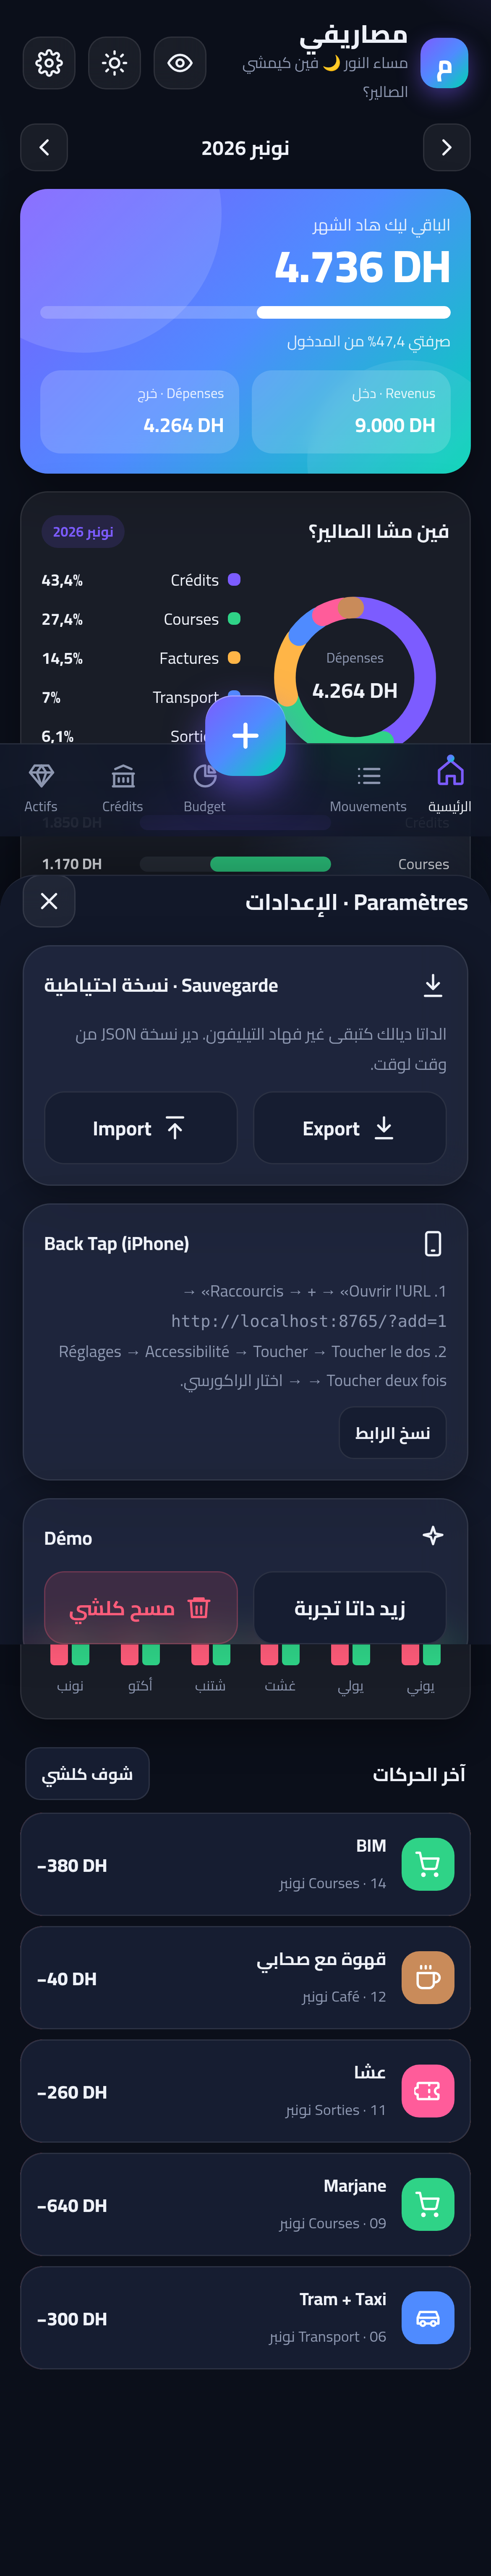 م
مصاريفي
مساء النور 🌙 فين كيمشي
الصالير؟
نونبر 2026
الباقي ليك هاد الشهر
4.736 DH
صرفتي 47,4% من المدخول
دخل · Revenus
9.000 DH
خرج · Dépenses
4.264 DH
فين مشا الصالير؟
نونبر 2026
Crédits 43,4%
Courses 27,4%
Factures 14,5%
Transport 7%
6,1%
Dépenses
4.264 DH
الرئيسية
Mouvements
Budget
Crédits
Actifs
Crédits
1.850 DH
Courses
1.170 DH
الإعدادات · Paramètres
نسخة احتياطية · Sauvegarde
الداتا ديالك كتبقى غير فهاد التيليفون. دير نسخة JSON من
وقت لوقت.
Export
Import
Back Tap (iPhone)
1. Raccourcis» → + → «Ouvrir l'URL» →
http://localhost:8765/?add=1
2. Réglages → Accessibilité → Toucher → Toucher le dos
→ Toucher deux fois → اختار الراكورسي.
نسخ الرابط
Démo
زيد داتا تجربة
مسح كلشي
يوني
يولي
غشت
شتنب
أكتو
نونب
آخر الحركات
شوف كلشي
BIM
Courses · 14 نونبر
−380 DH
قهوة مع صحابي
Café · 12 نونبر
−40 DH
عشا
Sorties · 11 نونبر
−260 DH
Marjane
Courses · 09 نونبر
−640 DH
Tram + Taxi
Transport · 06 نونبر
−300 DH